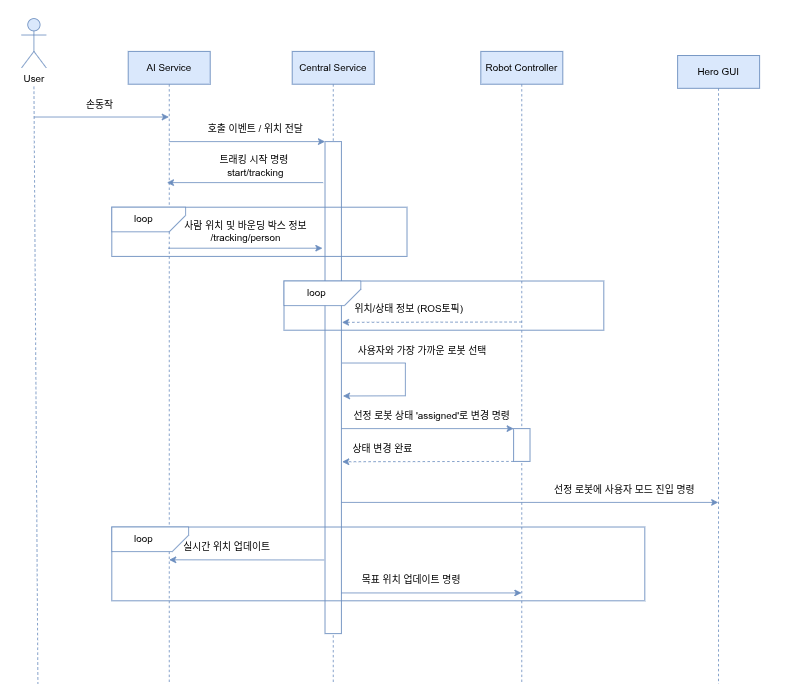 User
AI Service
Central Service
Robot Controller
Hero GUI
손동작
호출 이벤트 / 위치 전달
트래킹 시작 명령
start/tracking
loop
사람 위치 및 바운딩 박스 정보
/tracking/person
loop
위치/상태 정보 (ROS토픽)
사용자와 가장 가까운 로봇 선택
선정 로봇 상태 'assigned'로 변경 명령
상태 변경 완료
선정 로봇에 사용자 모드 진입 명령
loop
실시간 위치 업데이트
목표 위치 업데이트 명령